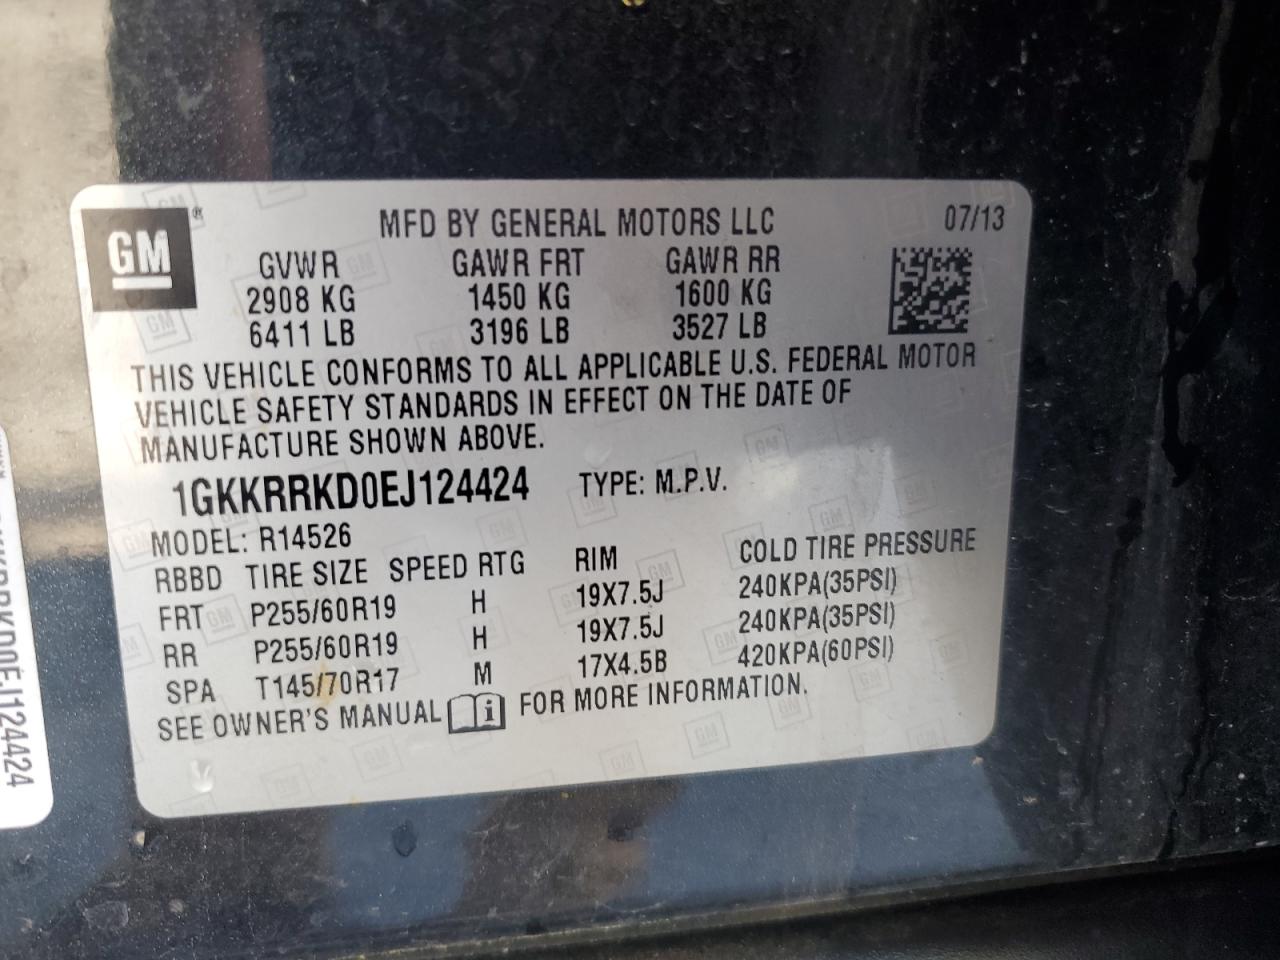 GM ® MFD BY GENERAL MOTORS LLC 07/13
GVWR GAWR FRT GAWR RR
2908 KG 1450 KG 1600 KG
6411 LB 3196 LB 3527 LB
THIS VEHICLE CONFORMS TO ALL APPLICABLE U.S. FEDERAL MOTOR
VEHICLE SAFETY STANDARDS IN EFFECT ON THE DATE OF
MANUFACTURE SHOWN ABOVE.
1GKKRRKD0EJ124424 TYPE: M.P.V.
MODEL: R14526
RBBD TIRE SIZE SPEED RTG RIM COLD TIRE PRESSURE
FRT P255/60R19 H 19X7.5J 240KPA(35PSI)
RR P255/60R19 H 19X7.5J 240KPA(35PSI)
SPA T145/70R17 M 17X4.5B 420KPA(60PSI)
SEE OWNER'S MANUAL i FOR MORE INFORMATION.
KKRRKD0EJ124424